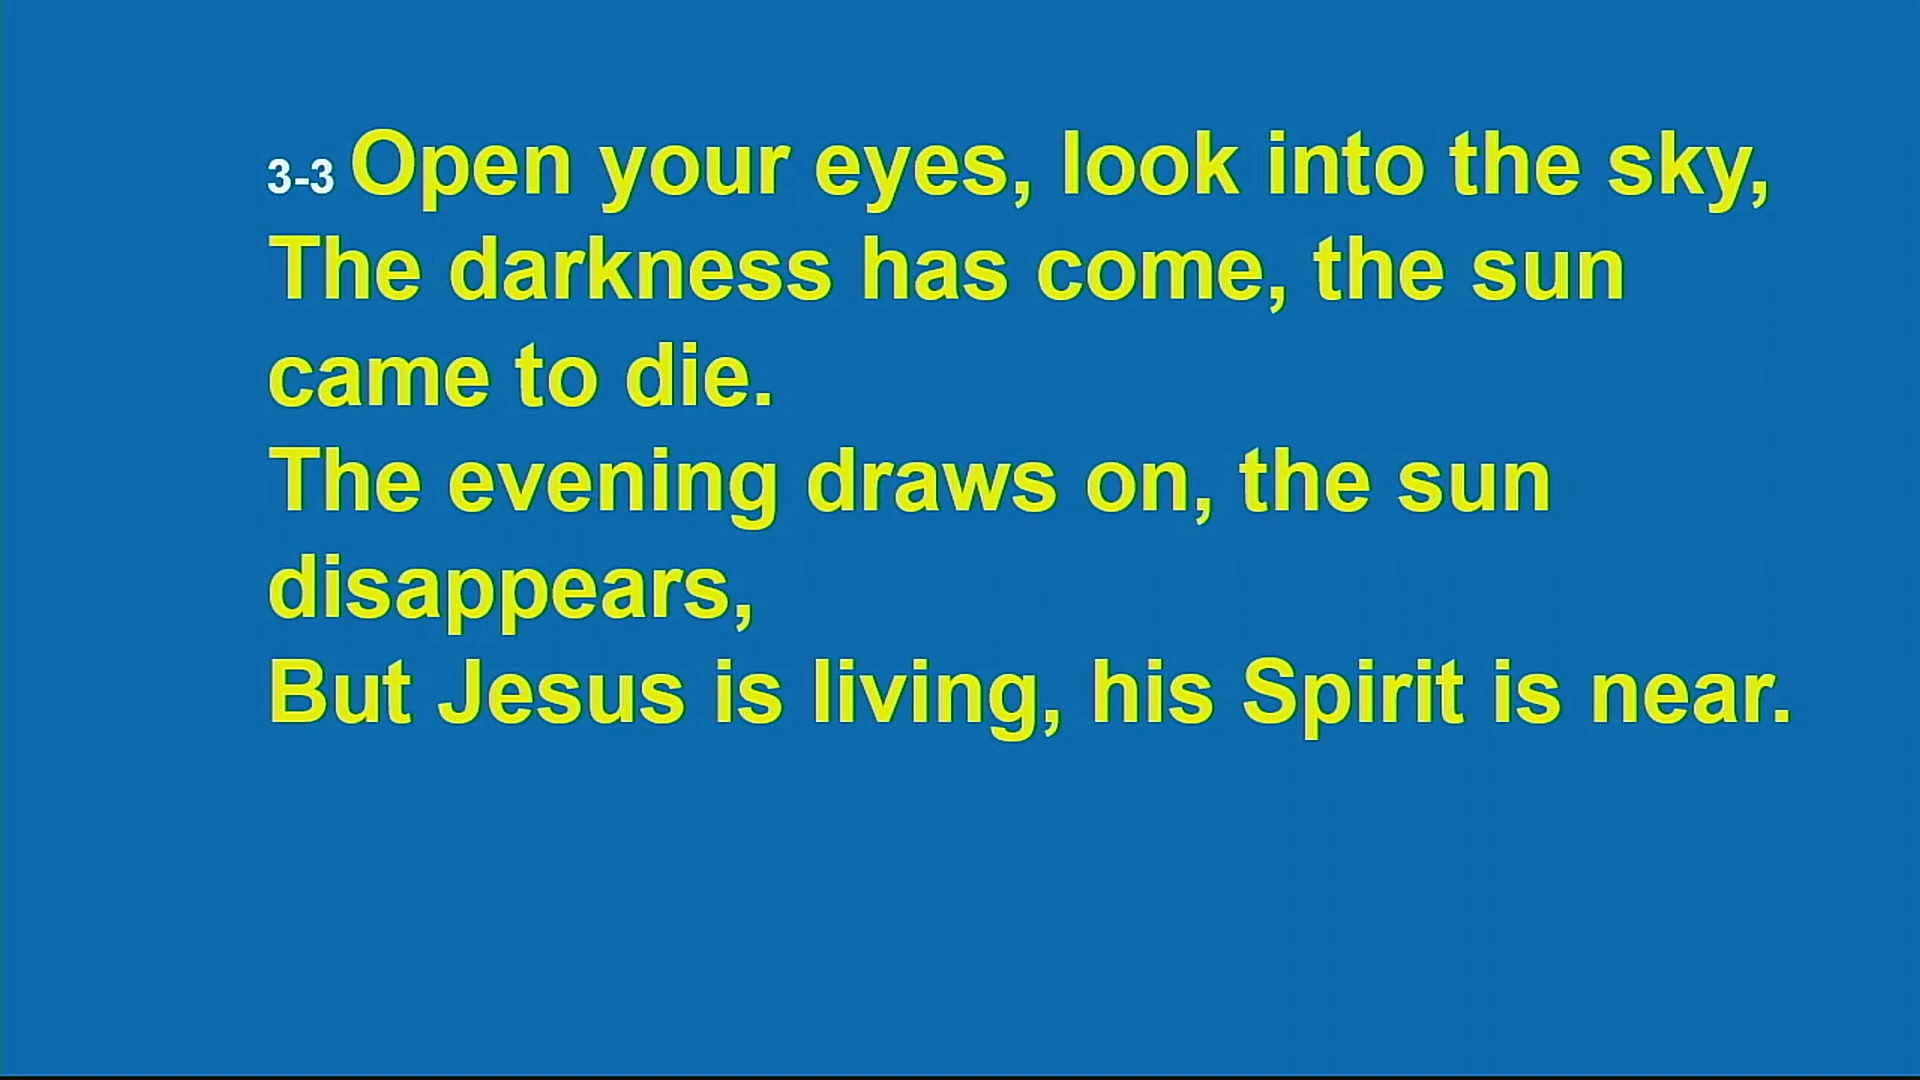 3-3 Open your eyes, look into the sky,
The darkness has come, the sun
came to die.
The evening draws on, the sun
disappears,
But Jesus is living, his Spirit is near.